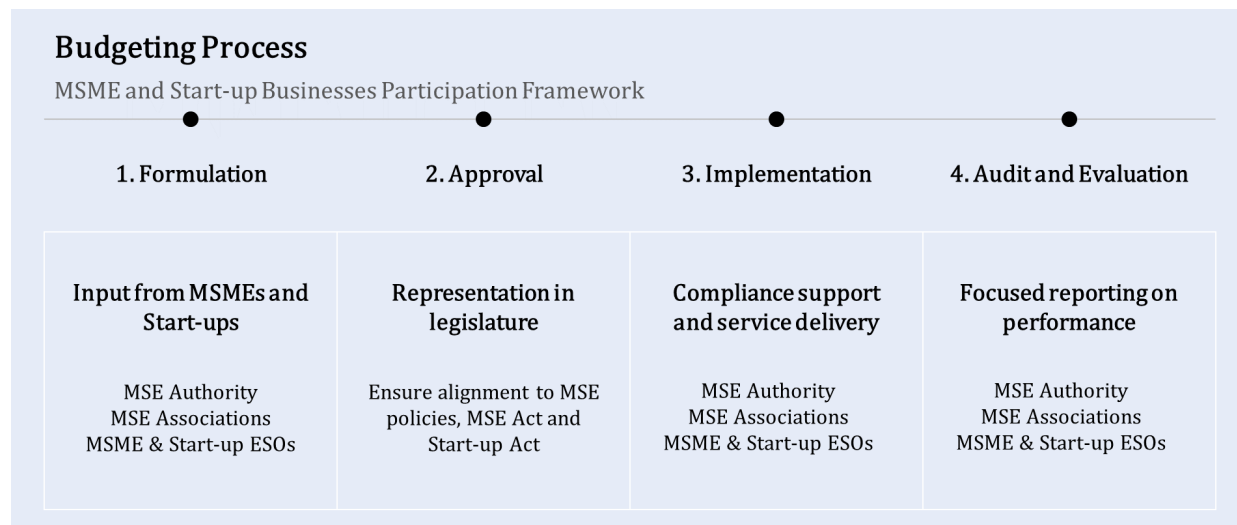 Budgeting Process
MSME and Start-up Businesses Participation Framework
1. Formulation
2. Approval
3. Implementation
4. Audit and Evaluation
Input from MSMEs and
Start-ups
MSE Authority
MSE Associations
MSME & Start-up ESOs
Representation in
legislature
Ensure alignment to MSE
policies, MSE Act and
Start-up Act
Compliance support
and service delivery
MSE Authority
MSE Associations
MSME & Start-up ESOs
Focused reporting on
performance
MSE Authority
MSE Associations
MSME & Start-up ESOs